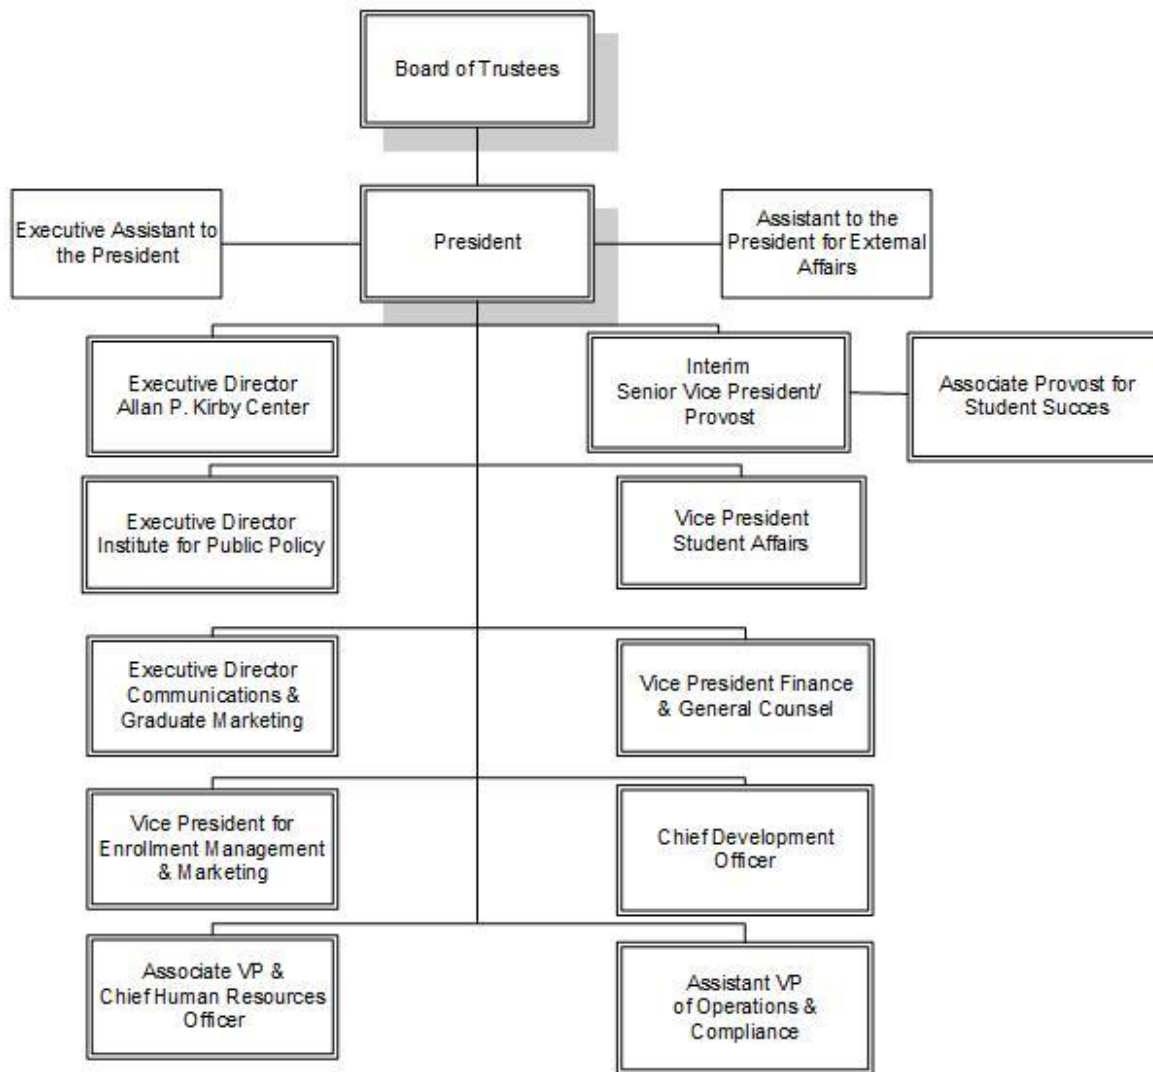 Board of Trustees
Executive Assistant to
the President
President
Assistant to the
President for External
Affairs
Executive Director
Allan P. Kirby Center
Interim
Senior Vice President/
Provost
Associate Provost for
Student Succes
Executive Director
Institute for Public Policy
Vice President
Student Affairs
Executive Director
Communications &
Graduate Marketing
Vice President Finance
& General Counsel
Vice President for
Enrollment Management
& Marketing
Chief Development
Officer
Associate VP &
Chief Human Resources
Officer
Assistant VP
of Operations &
Compliance